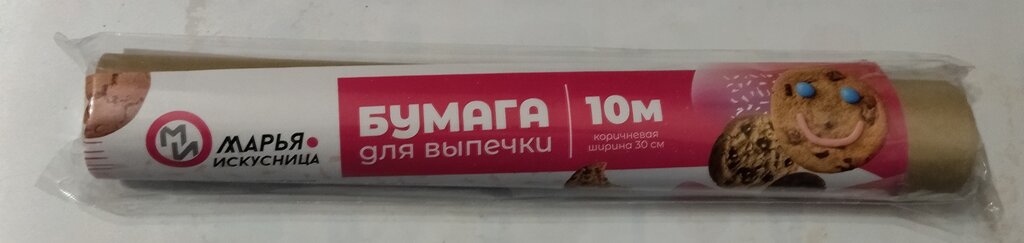 МИ
МАРЬЯ
ИСКУСНИЦА
БУМАГА
для выпечки
10м
коричневая
ширина 30 см